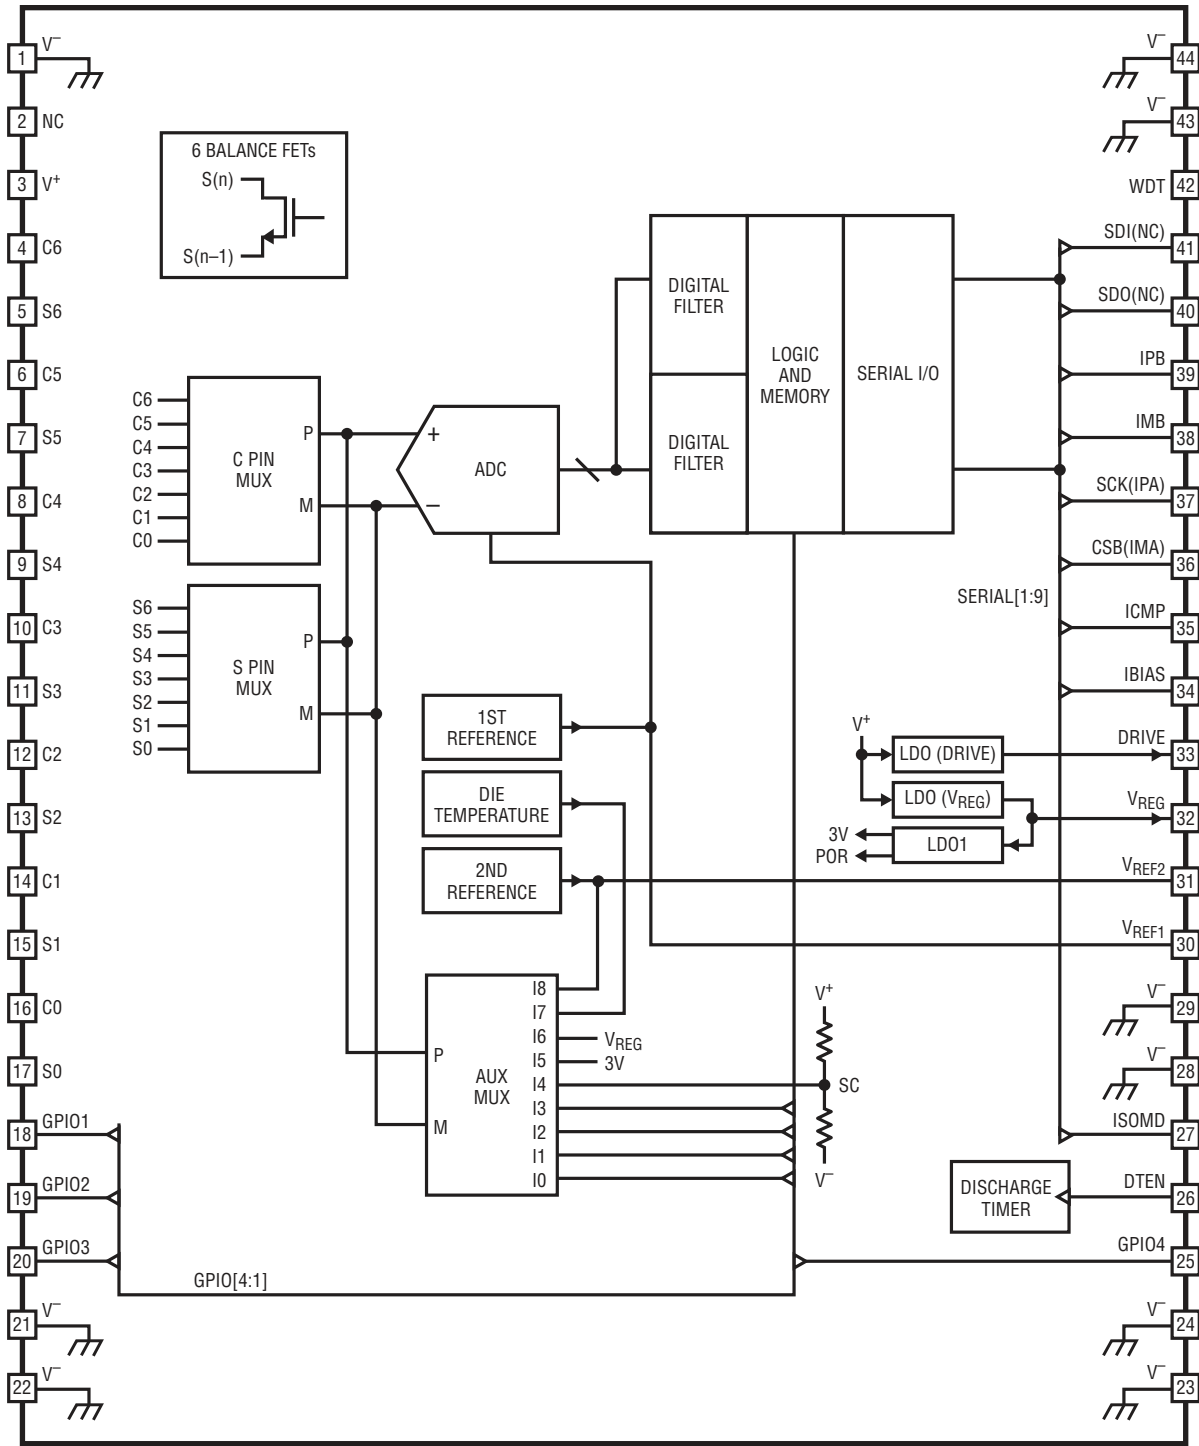 1 V–
2 NC
3 V+
4 C6
5 S6
6 C5
7 S5
8 C4
9 S4
10 C3
11 S3
12 C2
13 S2
14 C1
15 S1
16 C0
17 S0
18 GPIO1
19 GPIO2
20 GPIO3
21 V–
22 V–
6 BALANCE FETs
S(n)
S(n–1)
C6
C5
C4
C3
C2
C1
C0
C PIN
MUX
P
M
S6
S5
S4
S3
S2
S1
S0
S PIN
MUX
P
M
+
–
ADC
DIGITAL
FILTER
DIGITAL
FILTER
LOGIC
AND
MEMORY
SERIAL I/O
1ST
REFERENCE
DIE
TEMPERATURE
2ND
REFERENCE
P
M
AUX
MUX
I8
I7
I6
I5
I4
I3
I2
I1
I0
VREG
3V
V+
SC
V–
GPIO[4:1]
SERIAL[1:9]
V+
LDO (DRIVE)
LDO (VREG)
LDO1
3V
POR
DISCHARGE
TIMER
V– 44
V– 43
WDT 42
SDI(NC) 41
SDO(NC) 40
IPB 39
IMB 38
SCK(IPA) 37
CSB(IMA) 36
ICMP 35
IBIAS 34
DRIVE 33
VREG 32
VREF2 31
VREF1 30
V– 29
V– 28
ISOMD 27
DTEN 26
GPIO4 25
V– 24
V– 23